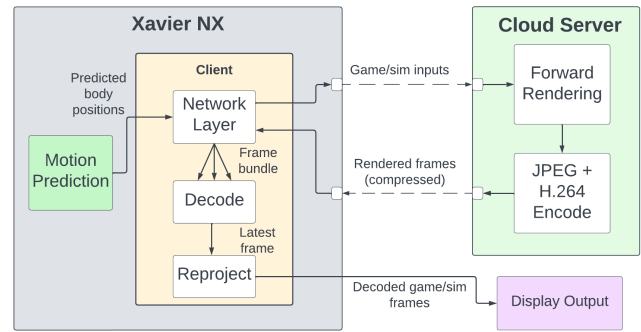 Xavier NX
Cloud Server
Client
Predicted
body
positions
Network
Layer
Game/sim inputs
Forward
Rendering
Motion
Prediction
Frame
bundle
Rendered frames
(compressed)
JPEG +
H.264
Encode
Decode
Latest
frame
Reproject
Decoded game/sim
frames
Display Output